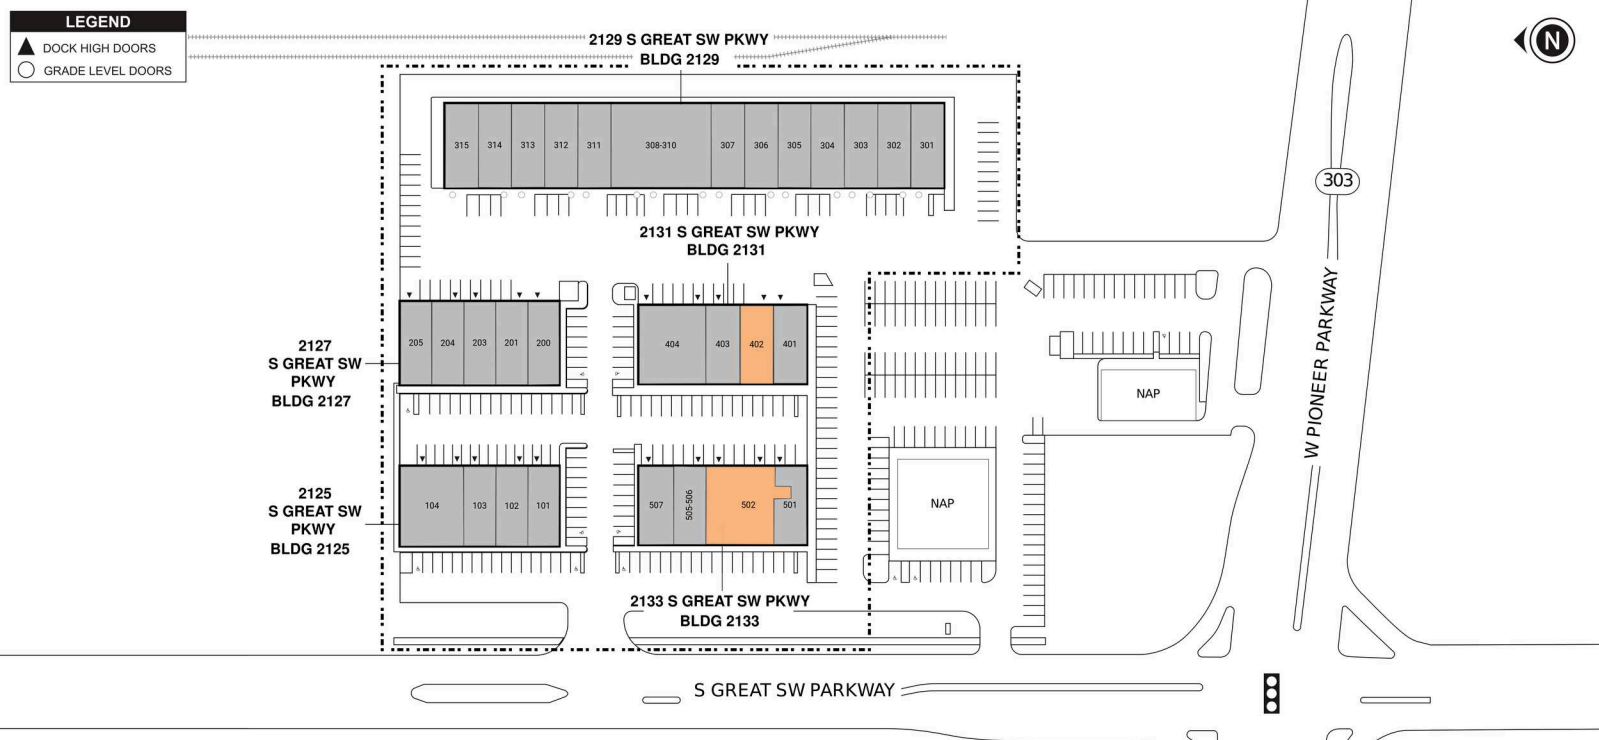 LEGEND
DOCK HIGH DOORS
GRADE LEVEL DOORS
N
2129 S GREAT SW PKWY
BLDG 2129
315 314 313 312 311 308-310 307 306 305 304 303 302 301
303
2131 S GREAT SW PKWY
BLDG 2131
205 204 203 201 200
404 403 402 401
2127
S GREAT SW
PKWY
BLDG 2127
NAP
W PIONEER PARKWAY
2125
S GREAT SW
PKWY
BLDG 2125
104 103 102 101
507 505-506 502 501
NAP
2133 S GREAT SW PKWY
BLDG 2133
S GREAT SW PARKWAY